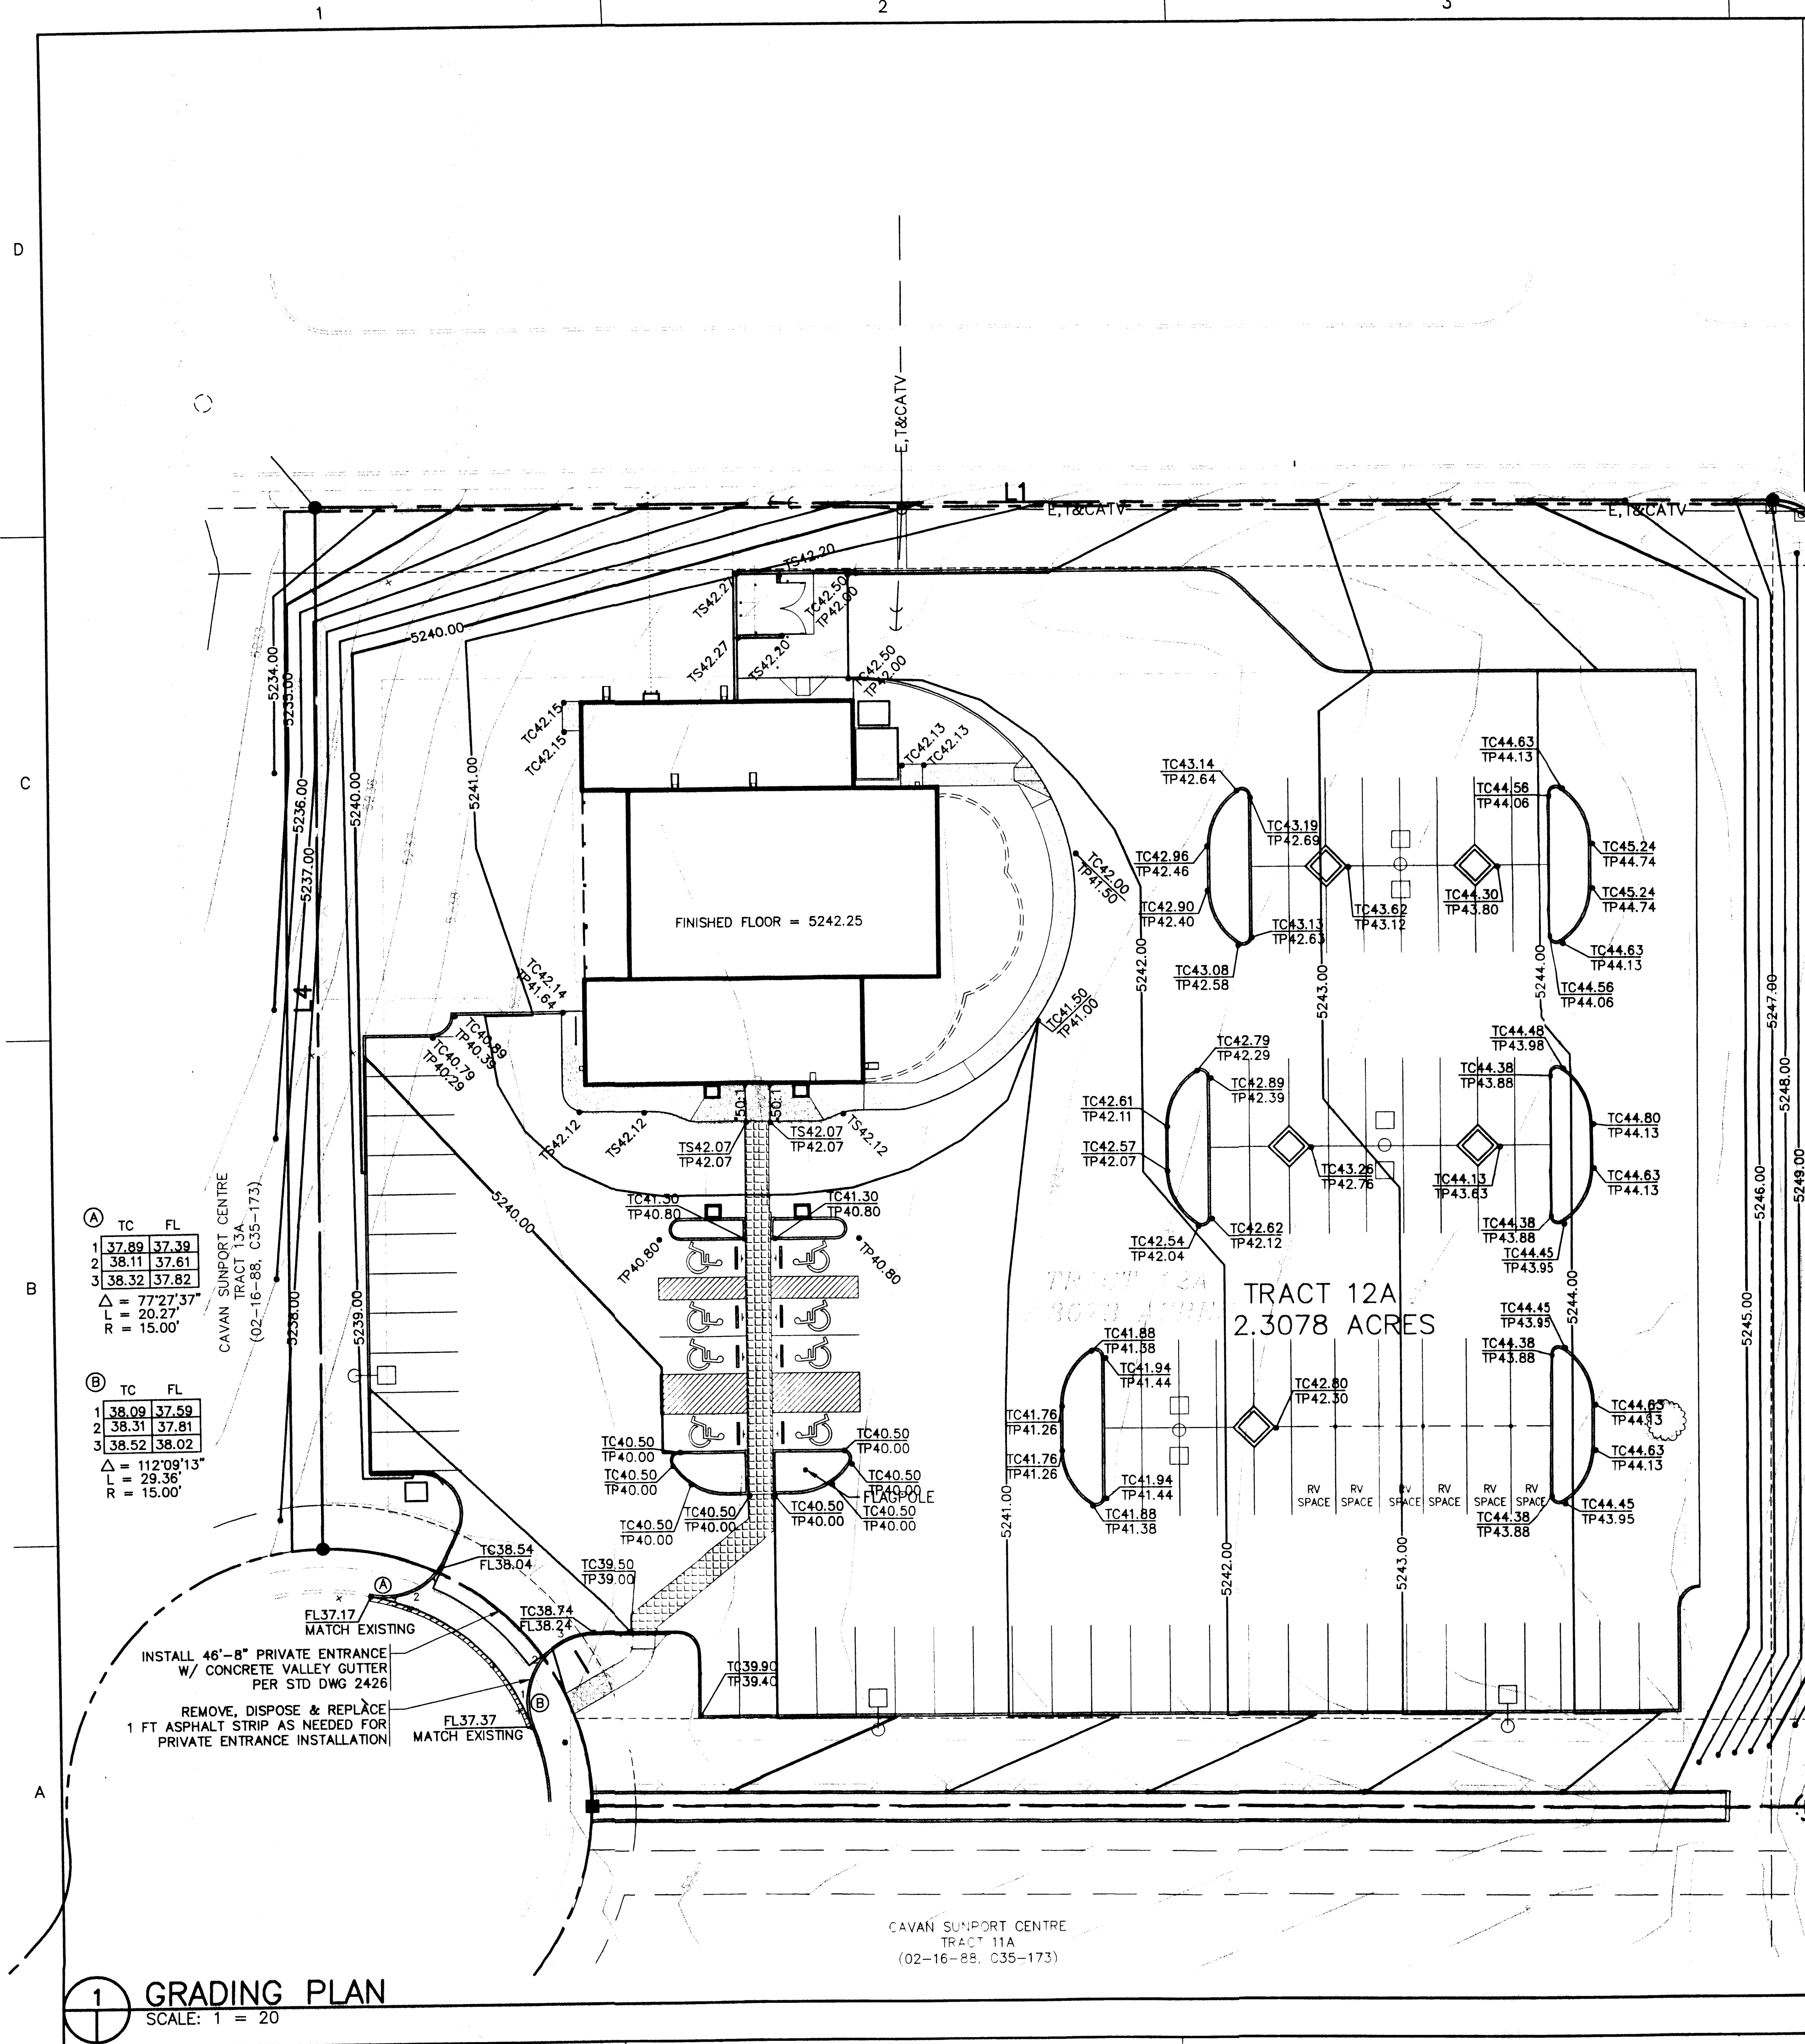 1
2
3
D
C
B
A
E,T&CATV
L1
E,T&CATV
E,T&CATV
TS42.20
TS42.27
TC42.50
TP42.00
TS42.27
TS42.20
TC42.50
TP42.00
5240.00
5234.00
5235.00
5236.00
5237.00
5240.00
5241.00
L4
5238.00
5239.00
TC42.15
TC42.15
TC42.13
TC42.13
FINISHED FLOOR = 5242.25
TC42.00
TP41.50
TC41.50
TP41.00
TC42.14
TP41.64
TC40.89
TP40.39
TC40.79
TP40.29
TS42.12
TS42.12
50:1
50:1
TS42.07
TP42.07
TS42.07
TP42.07
TS42.12
5240.00
TC41.30
TP40.80
TC41.30
TP40.80
TP40.80
TP40.80
TC43.14
TP42.64
TC43.19
TP42.69
TC42.96
TP42.46
TC42.90
TP42.40
TC43.13
TP42.63
TC43.08
TP42.58
TC43.62
TP43.12
TC44.30
TP43.80
TC44.63
TP44.13
TC44.56
TP44.06
TC45.24
TP44.74
TC45.24
TP44.74
TC44.63
TP44.13
TC44.56
TP44.06
5242.00
5243.00
5244.00
5247.00
5248.00
5249.00
5246.00
5245.00
TC42.79
TP42.29
TC42.89
TP42.39
TC42.61
TP42.11
TC42.57
TP42.07
TC42.54
TP42.04
TC42.62
TP42.12
TC43.26
TP42.76
TC44.13
TP43.63
TC44.48
TP43.98
TC44.38
TP43.88
TC44.80
TP44.13
TC44.63
TP44.13
TC44.38
TP43.88
TC44.45
TP43.95
TRACT 12A
2.3078 ACRES
5244.00
TC44.45
TP43.95
TC44.38
TP43.88
TC44.63
TP44.13
TC44.63
TP44.13
TC44.45
TP43.95
TC44.38
TP43.88
TC41.88
TP41.38
TC41.94
TP41.44
TC41.76
TP41.26
TC41.76
TP41.26
TC41.94
TP41.44
TC41.88
TP41.38
TC42.80
TP42.30
RV
SPACE
RV
SPACE
RV
SPACE
RV
SPACE
RV
SPACE
RV
SPACE
5241.00
5242.00
5243.00
TC40.50
TP40.00
TC40.50
TP40.00
TC40.50
TP40.00
TC40.50
TP40.00
TC40.50
TP40.00
TC40.50
TP40.00
TC40.50
TP40.00
FLAGPOLE
TC40.50
TP40.00
CAVAN SUNPORT CENTRE
TRACT 13A
(02-16-88, C35-173)
A
TC FL
1 37.89 37.39
2 38.11 37.61
3 38.32 37.82
Δ = 77°27'37"
L = 20.27'
R = 15.00'
B
TC FL
1 38.09 37.59
2 38.31 37.81
3 38.52 38.02
Δ = 112°09'13"
L = 29.36'
R = 15.00'
TC38.54
FL38.04
TC39.50
TP39.00
A
2
FL37.17
MATCH EXISTING
TC38.74
FL38.24
3
2
1
B
INSTALL 46'-8" PRIVATE ENTRANCE
W/ CONCRETE VALLEY GUTTER
PER STD DWG 2426
REMOVE, DISPOSE & REPLACE
1 FT ASPHALT STRIP AS NEEDED FOR
PRIVATE ENTRANCE INSTALLATION
FL37.37
MATCH EXISTING
TC39.90
TP39.40
CAVAN SUNPORT CENTRE
TRACT 11A
(02-16-88, C35-173)
1
GRADING PLAN
SCALE: 1 = 20